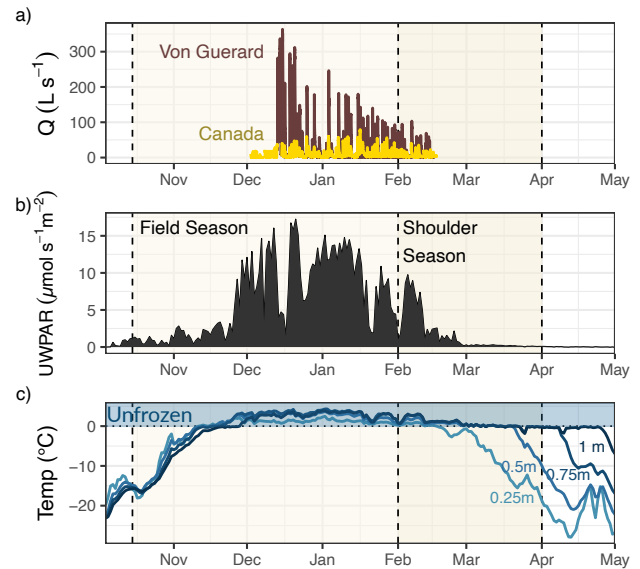 a)
Q (L s⁻¹)
300
200
100
0
Von Guerard
Canada
Nov
Dec
Jan
Feb
Mar
Apr
May
b)
UWPAR (μmol s⁻¹m⁻²)
15
10
5
0
Field Season
Shoulder
Season
Nov
Dec
Jan
Feb
Mar
Apr
May
c)
Temp (°C)
0
−10
−20
Unfrozen
1 m
0.5m
0.75m
0.25m
Nov
Dec
Jan
Feb
Mar
Apr
May